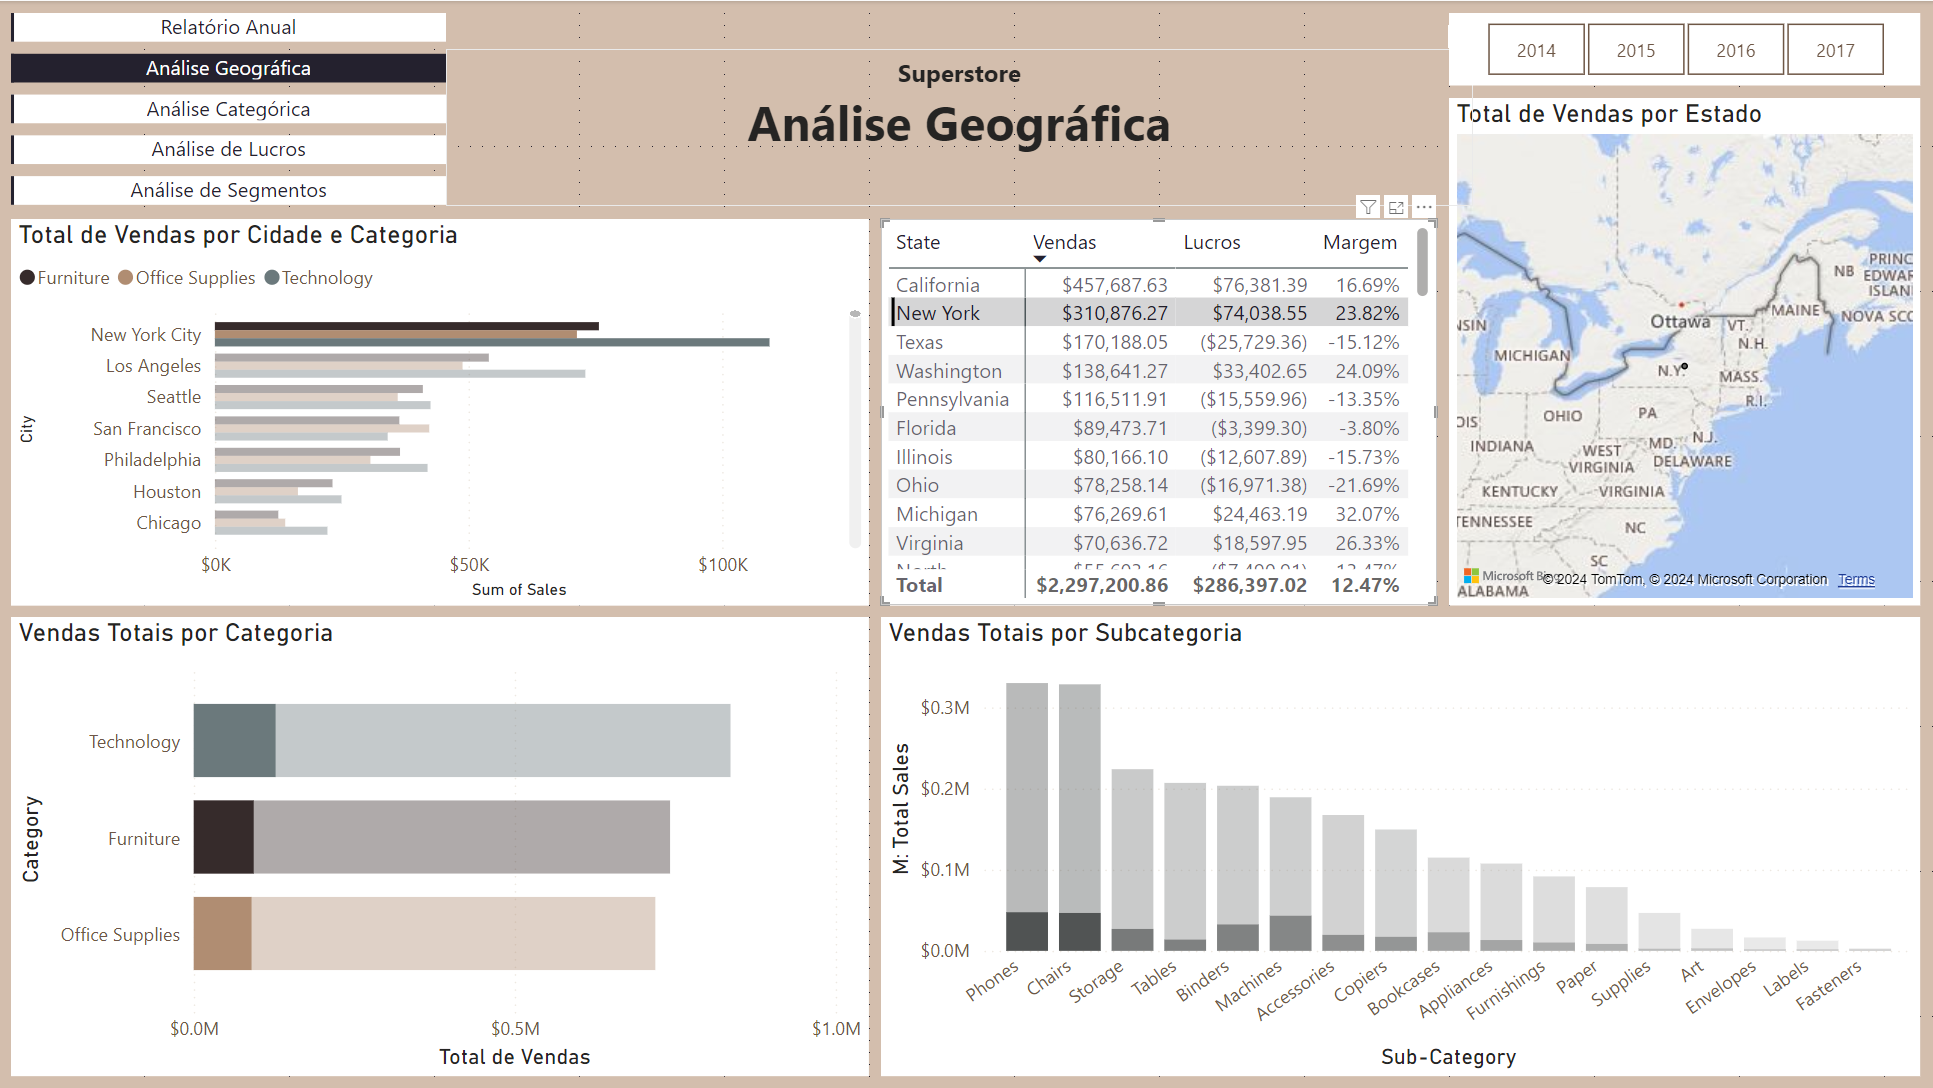 Relatório Anual
Análise Geográfica
Análise Categórica
Análise de Lucros
Análise de Segmentos
Superstore
Análise Geográfica
2014 2015 2016 2017
Total de Vendas por Cidade e Categoria
Furniture Office Supplies Technology
City
New York City
Los Angeles
Seattle
San Francisco
Philadelphia
Houston
Chicago
$0K $50K $100K
Sum of Sales
State Vendas Lucros Margem
California $457,687.63 $76,381.39 16.69%
New York $310,876.27 $74,038.55 23.82%
Texas $170,188.05 ($25,729.36) -15.12%
Washington $138,641.27 $33,402.65 24.09%
Pennsylvania $116,511.91 ($15,559.96) -13.35%
Florida $89,473.71 ($3,399.30) -3.80%
Illinois $80,166.10 ($12,607.89) -15.73%
Ohio $78,258.14 ($16,971.38) -21.69%
Michigan $76,269.61 $24,463.19 32.07%
Virginia $70,636.72 $18,597.95 26.33%
North
Total $2,297,200.86 $286,397.02 12.47%
Total de Vendas por Estado
PRINC
NB EDWAR
ISLAN
MAINE
NOVA SCO
Ottawa
VT.
NSIN
N.H.
MICHIGAN
N.Y.
MASS.
R.I.
OHIO
PA
OIS
INDIANA
MD.
N.J.
WEST
VIRGINIA
DELAWARE
KENTUCKY
VIRGINIA
TENNESSEE
NC
SC
Microsoft Bing
© 2024 TomTom, © 2024 Microsoft Corporation Terms
ALABAMA
Vendas Totais por Categoria
Category
Technology
Furniture
Office Supplies
$0.0M $0.5M $1.0M
Total de Vendas
Vendas Totais por Subcategoria
M: Total Sales
$0.3M
$0.2M
$0.1M
$0.0M
Phones Chairs Storage Tables Binders Machines Accessories Copiers Bookcases Appliances Furnishings Paper Supplies Art Envelopes Labels Fasteners
Sub-Category